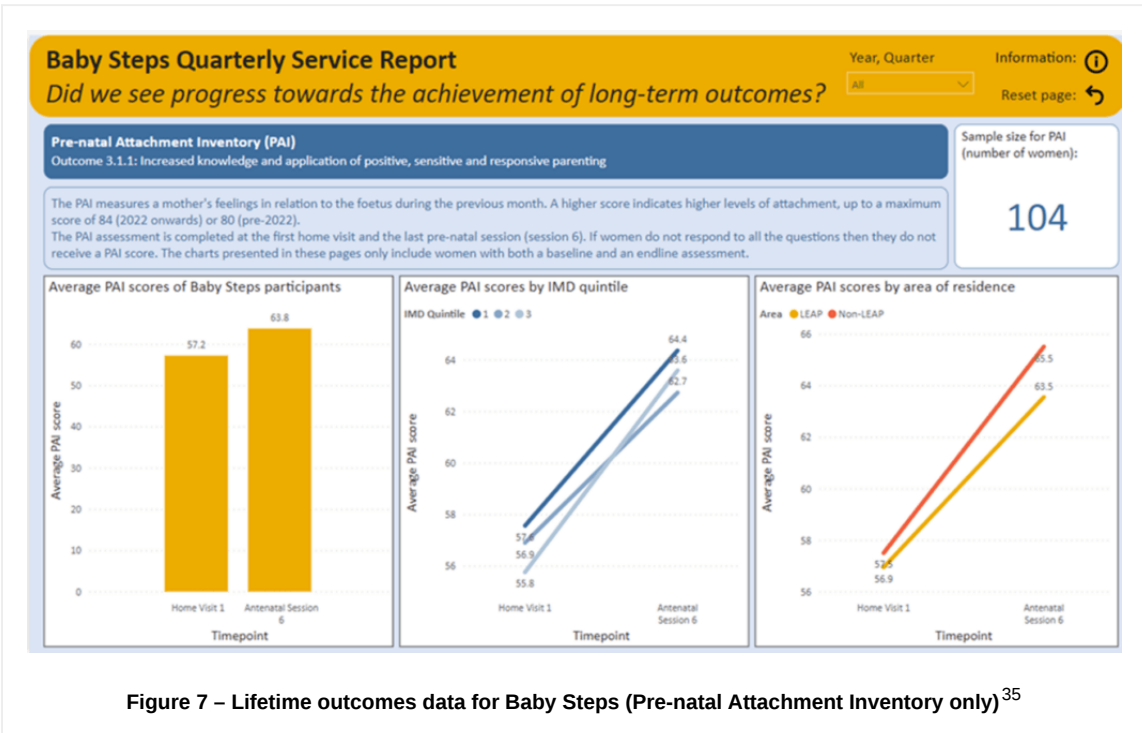 Baby Steps Quarterly Service Report
Did we see progress towards the achievement of long-term outcomes?
Year, Quarter
All
Information:
Reset page:
Pre-natal Attachment Inventory (PAI)
Outcome 3.1.1: Increased knowledge and application of positive, sensitive and responsive parenting
Sample size for PAI
(number of women):
104
The PAI measures a mother's feelings in relation to the foetus during the previous month. A higher score indicates higher levels of attachment, up to a maximum
score of 84 (2022 onwards) or 80 (pre-2022).
The PAI assessment is completed at the first home visit and the last pre-natal session (session 6). If women do not respond to all the questions then they do not
receive a PAI score. The charts presented in these pages only include women with both a baseline and an endline assessment.
Average PAI scores of Baby Steps participants
63.8
57.2
60
50
40
30
20
10
0
Average PAI score
Home Visit 1
Antenatal Session
6
Timepoint
Average PAI scores by IMD quintile
IMD Quintile 1 2 3
64.4
63.6
62.7
64
62
60
58
56
57.6
56.9
55.8
Average PAI score
Home Visit 1
Antenatal
Session 6
Timepoint
Average PAI scores by area of residence
Area LEAP Non-LEAP
66
64
62
60
58
56
65.5
63.5
57.5
56.9
Average PAI score
Home Visit 1
Antenatal
Session 6
Timepoint
Figure 7 – Lifetime outcomes data for Baby Steps (Pre-natal Attachment Inventory only)35